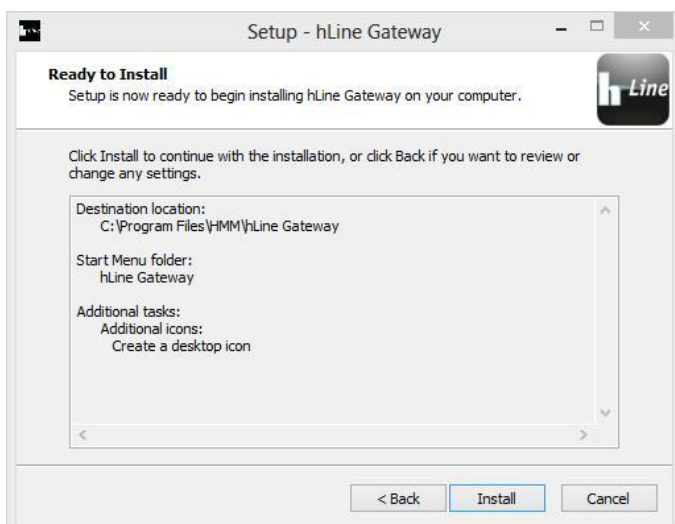 Setup - hLine Gateway
Ready to Install
Setup is now ready to begin installing hLine Gateway on your computer.
h Line
Click Install to continue with the installation, or click Back if you want to review or
change any settings.
Destination location:
C:\Program Files\HMM\hLine Gateway
Start Menu folder:
hLine Gateway
Additional tasks:
Additional icons:
Create a desktop icon
< Back
Install
Cancel